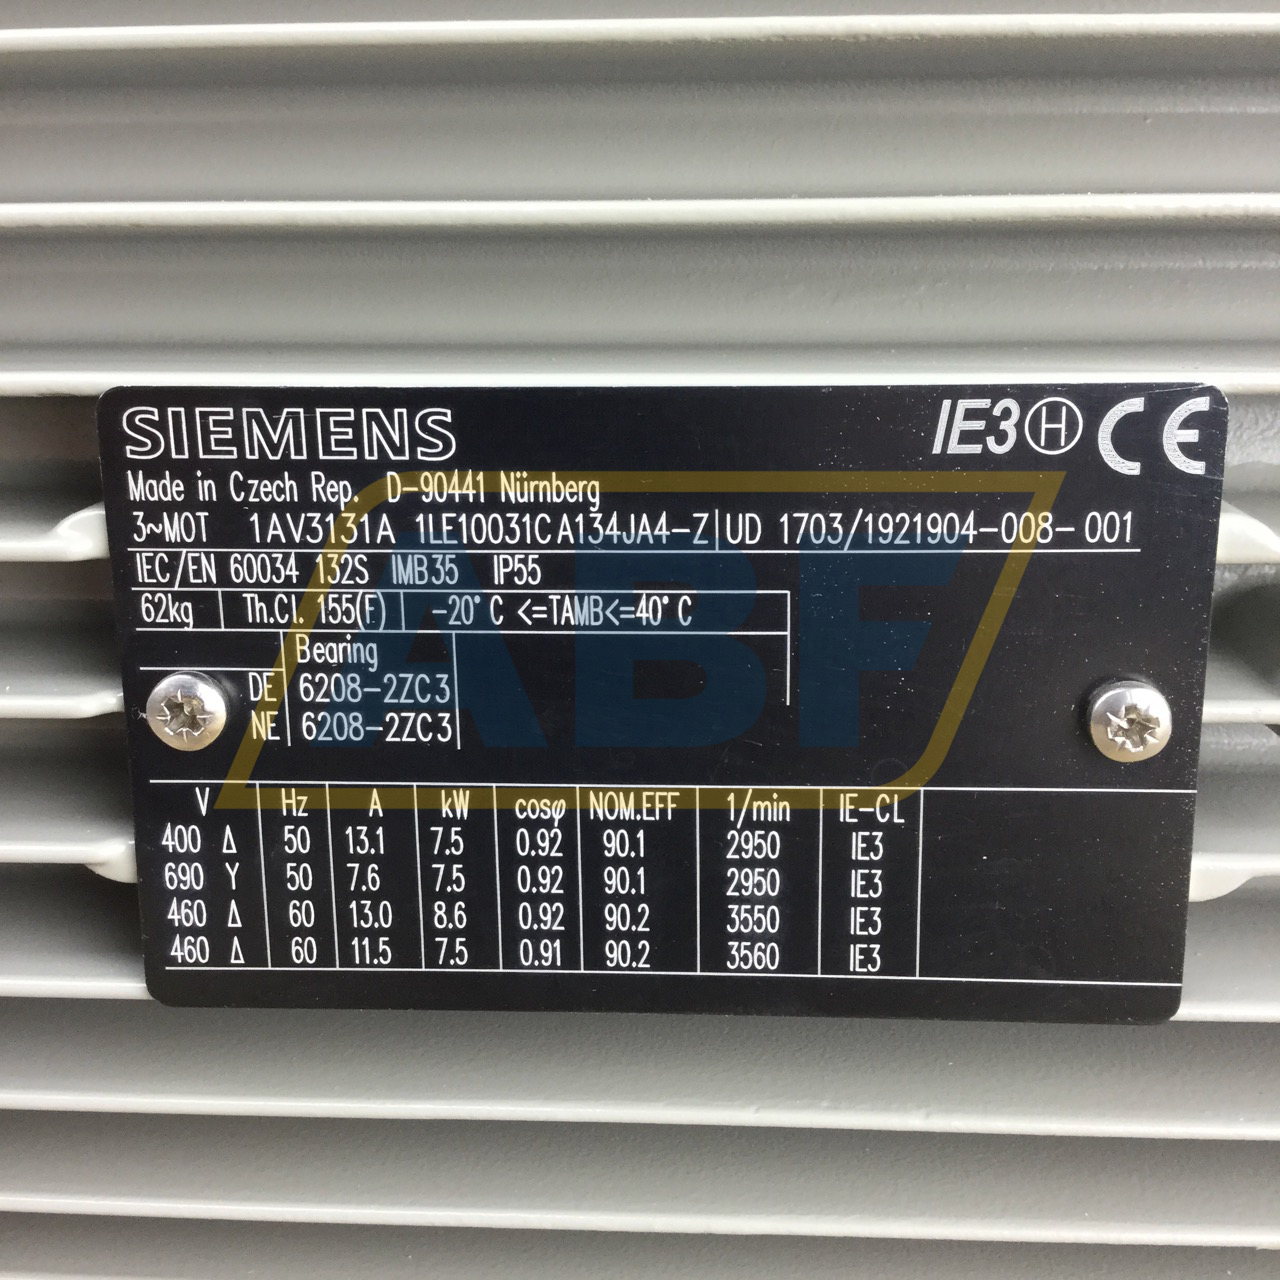 SIEMENS IE3 H CE
Made in Czech Rep. D-90441 Nürnberg
3~MOT 1AV3131A 1LE10031CA134JA4-Z UD 1703/1921904-008-001
IEC/EN 60034 132S IMB35 IP55
62kg Th.Cl. 155(F) -20°C <=TAMB<=40°C
Bearing
DE 6208-2ZC3
NE 6208-2ZC3
V Hz A kW cosφ NOM.EFF 1/min IE-CL
400 Δ 50 13.1 7.5 0.92 90.1 2950 IE3
690 Y 50 7.6 7.5 0.92 90.1 2950 IE3
460 Δ 60 13.0 8.6 0.92 90.2 3550 IE3
460 Δ 60 11.5 7.5 0.91 90.2 3560 IE3
ABF